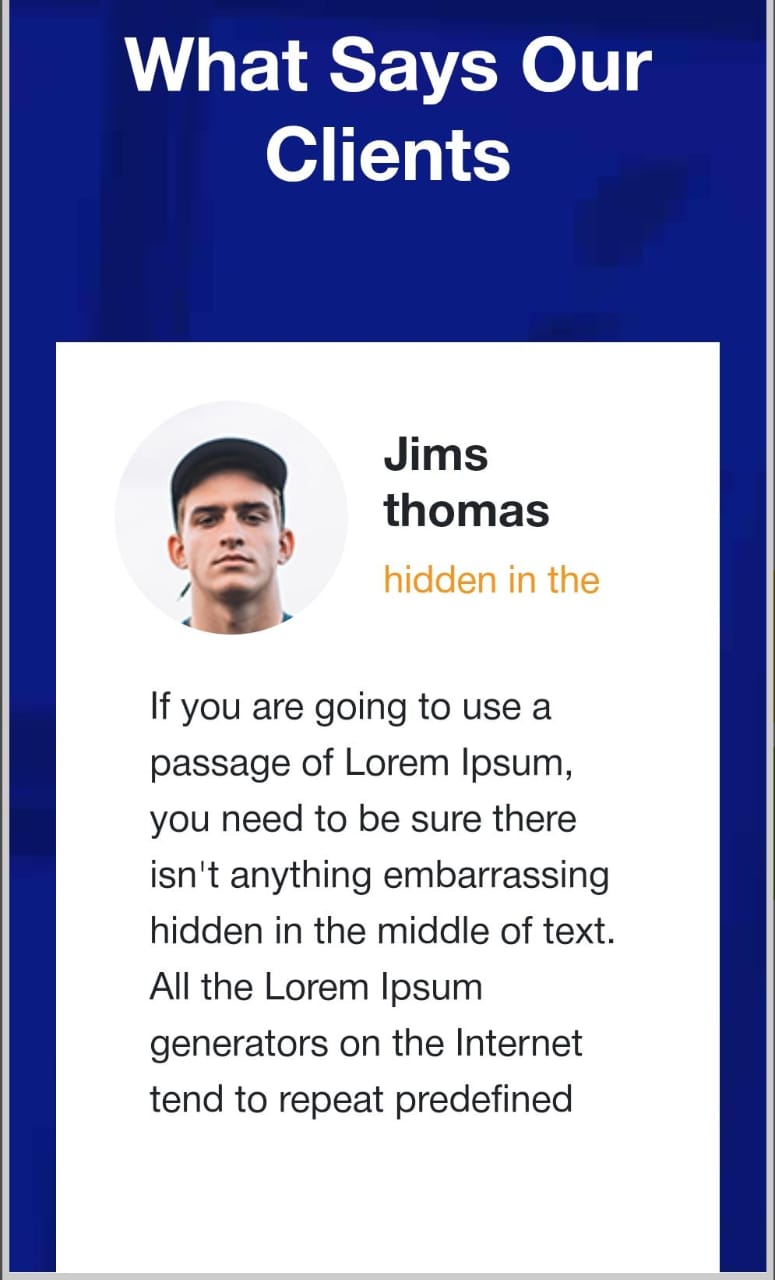 What Says Our
Clients
Jims
thomas
hidden in the
If you are going to use a
passage of Lorem Ipsum,
you need to be sure there
isn't anything embarrassing
hidden in the middle of text.
All the Lorem Ipsum
generators on the Internet
tend to repeat predefined